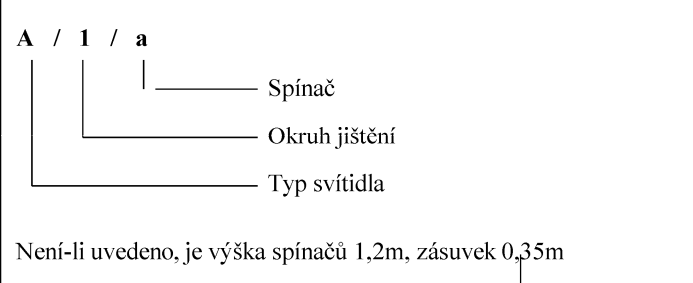 A / 1 / a
Spínač
Okruh jištění
Typ svítidla
Není-li uvedeno, je výška spínačů 1,2m, zásuvek 0,35m